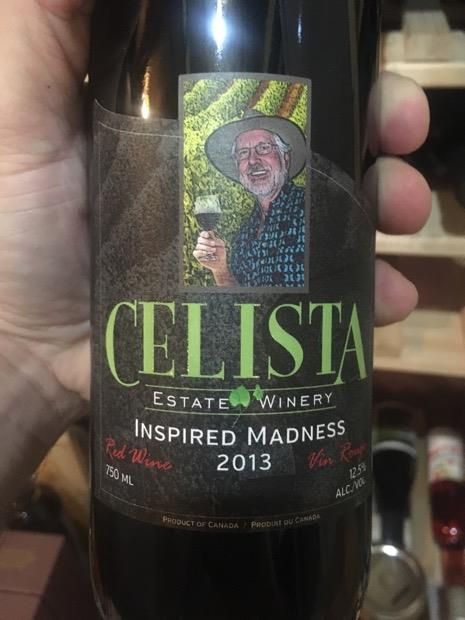 CELISTA
ESTATE WINERY
INSPIRED MADNESS
Red Wine 2013 Vin Rouge
750 ML 12.5%
ALC./VOL.
PRODUCT OF CANADA / PRODUIT DU CANADA